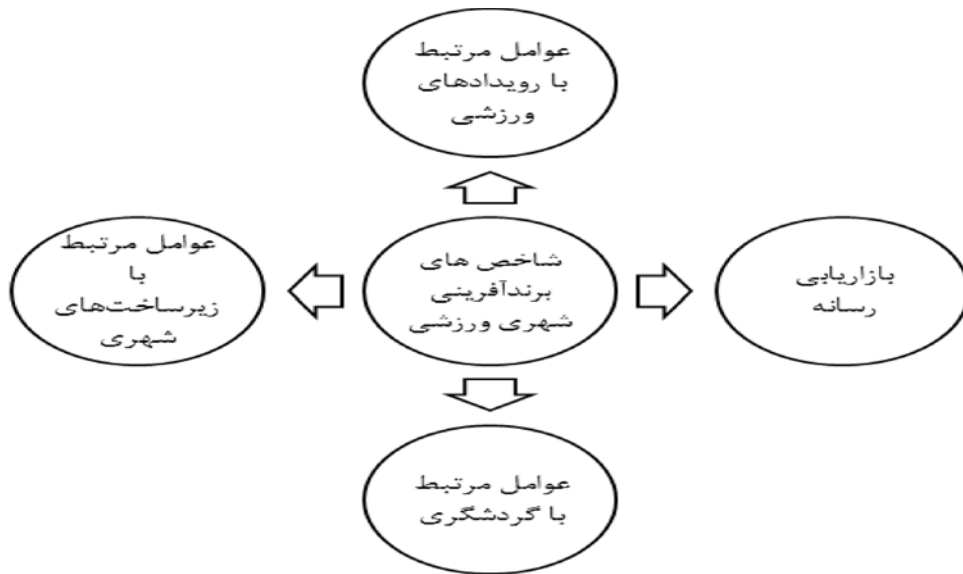 عوامل مرتبط
با رویدادهای
ورزشی
شاخص های
برندآفرینی
شهری ورزشی
بازاریابی
رسانه
عوامل مرتبط
با
زیرساخت‌های
شهری
عوامل مرتبط
با گردشگری